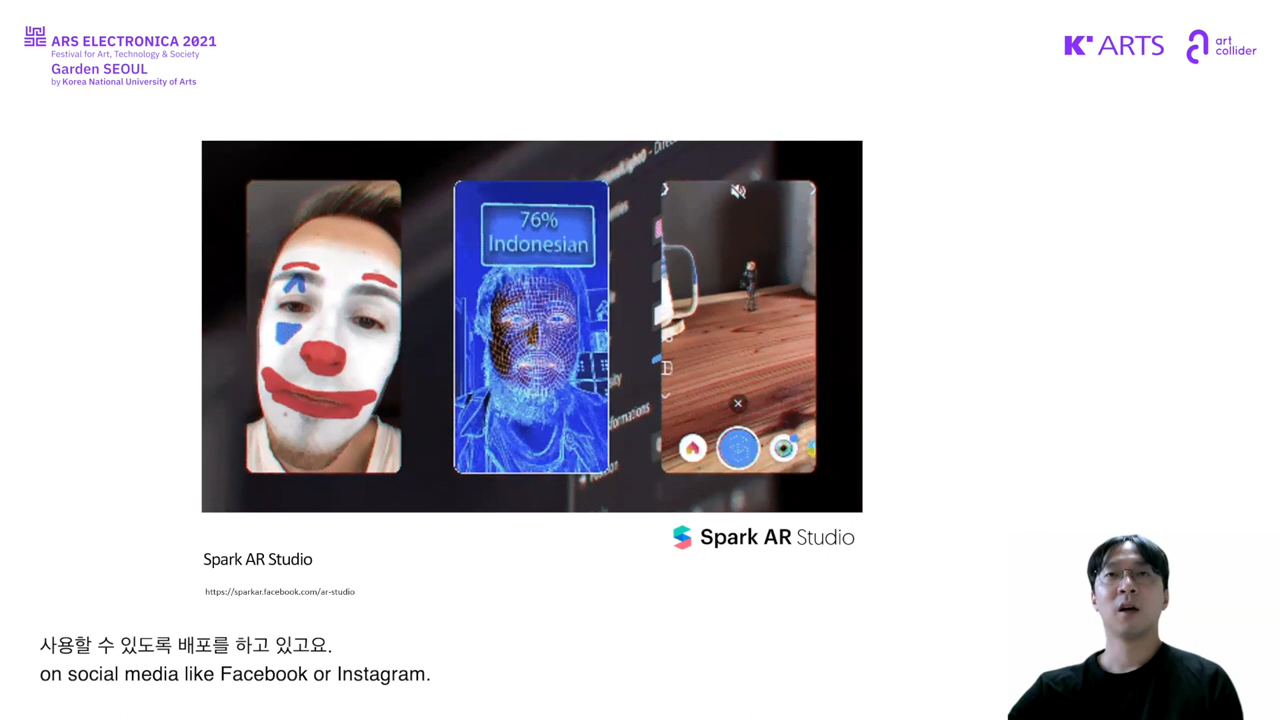 ARS ELECTRONICA 2021
Festival for Art, Technology & Society
Garden SEOUL
by Korea National University of Arts
K ARTS
art
collider
76%
Indonesian
Spark AR Studio
Spark AR Studio
https://sparkar.facebook.com/ar-studio
사용할 수 있도록 배포를 하고 있고요.
on social media like Facebook or Instagram.